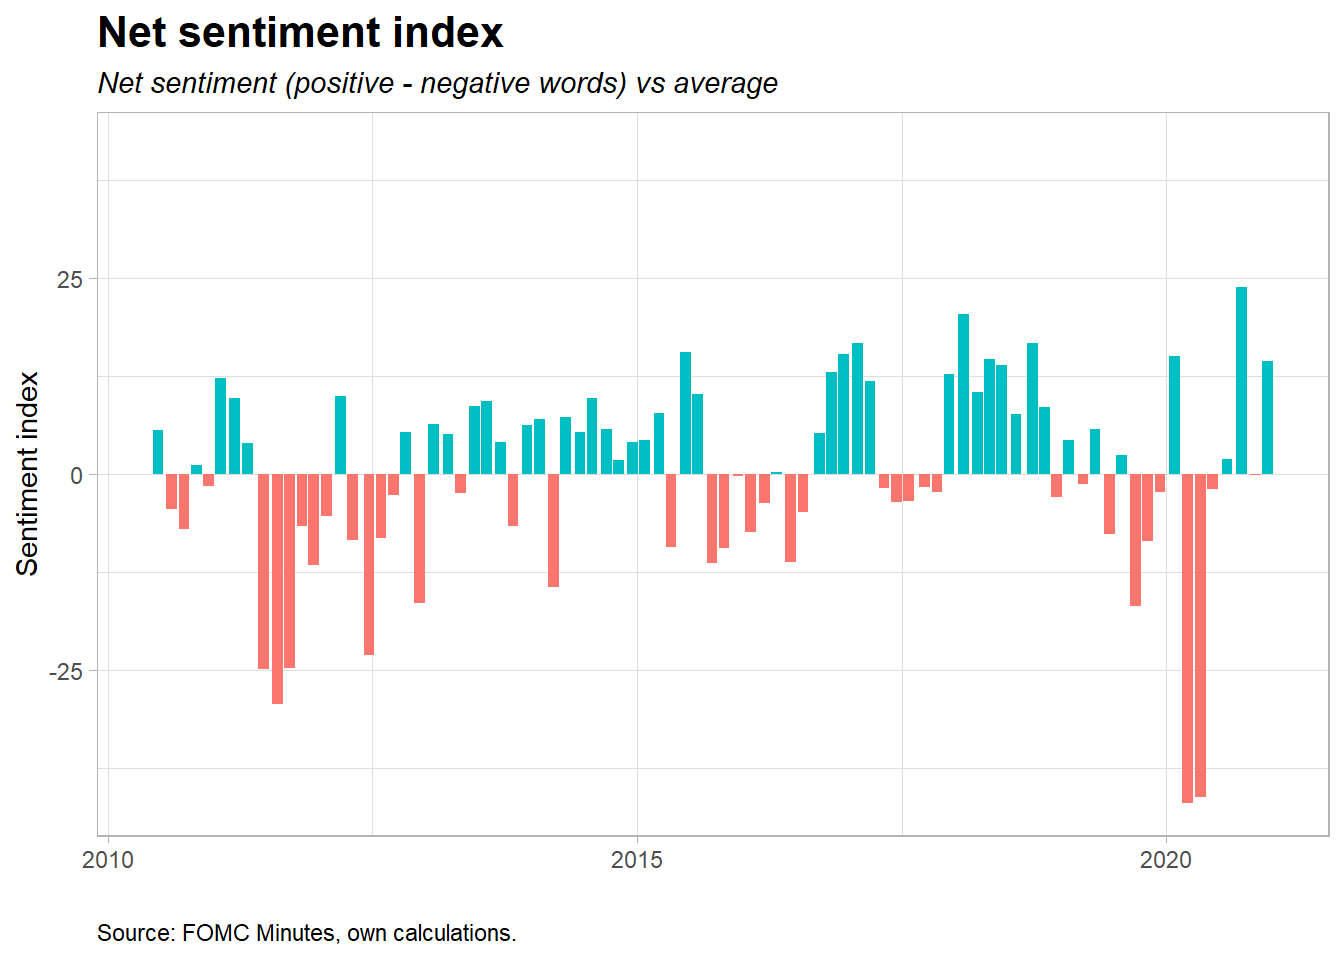 Net sentiment index
Net sentiment (positive - negative words) vs average
Sentiment index
25
0
-25
2010
2015
2020
Source: FOMC Minutes, own calculations.